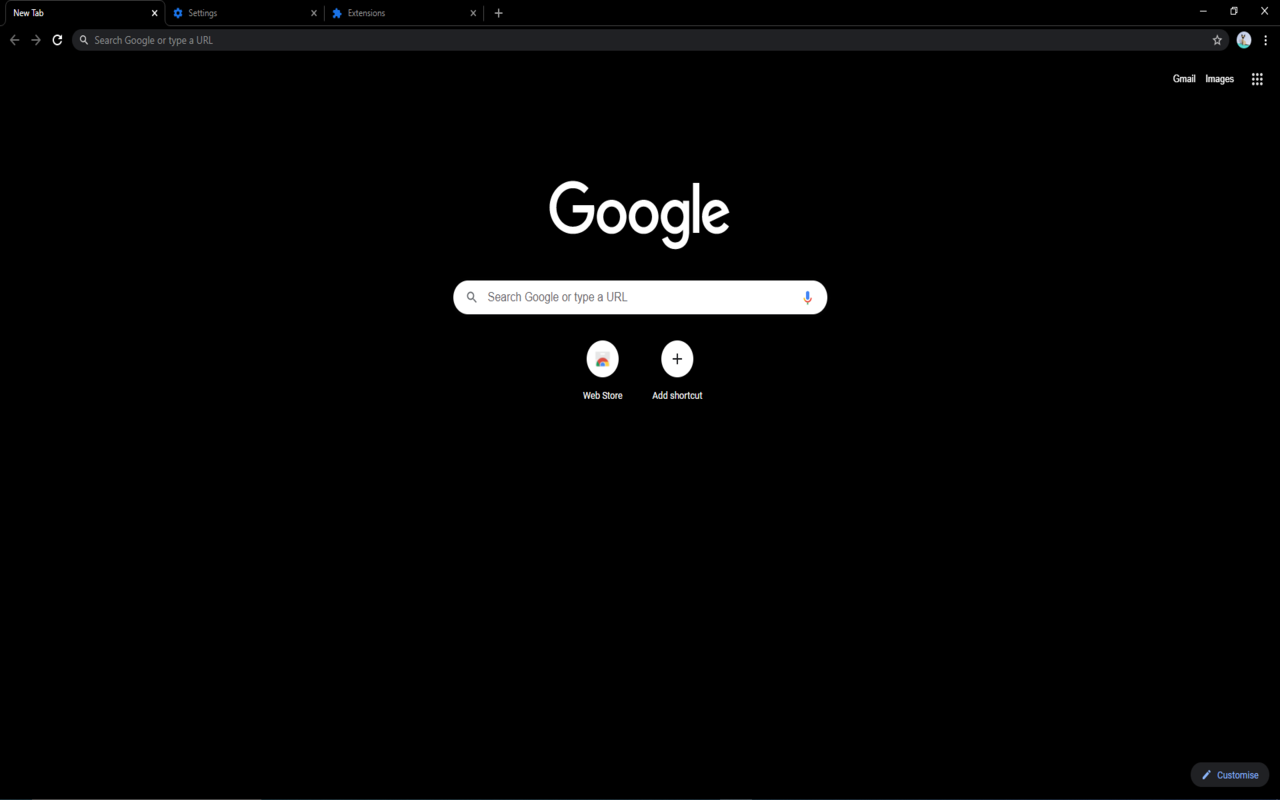 New Tab
Settings
Extensions
Search Google or type a URL
Gmail
Images
Google
Search Google or type a URL
Web Store
Add shortcut
Customise